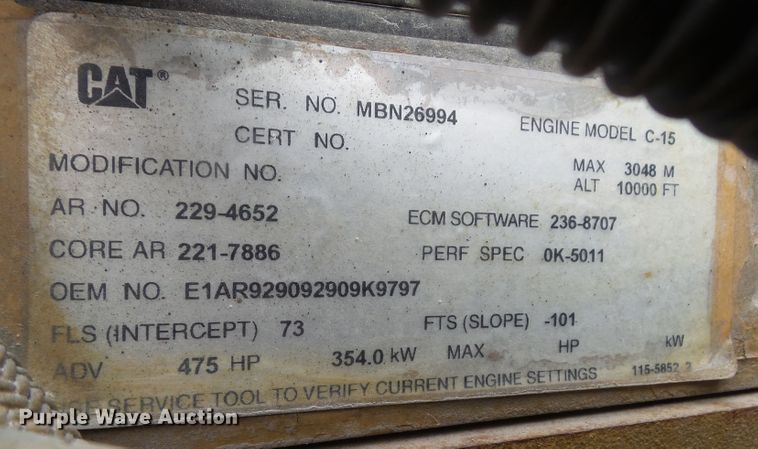 CAT®
SER. NO. MBN26994
ENGINE MODEL C-15
CERT NO.
MAX 3048 M
ALT 10000 FT
MODIFICATION NO.
AR NO. 229-4652
ECM SOFTWARE 236-8707
CORE AR 221-7886
PERF SPEC 0K-5011
OEM NO. E1AR929092909K9797
FLS (INTERCEPT) 73
FTS (SLOPE) -101
ADV 475 HP 354.0 kW MAX HP kW
SERVICE TOOL TO VERIFY CURRENT ENGINE SETTINGS 115-5852 2
Purple Wave Auction